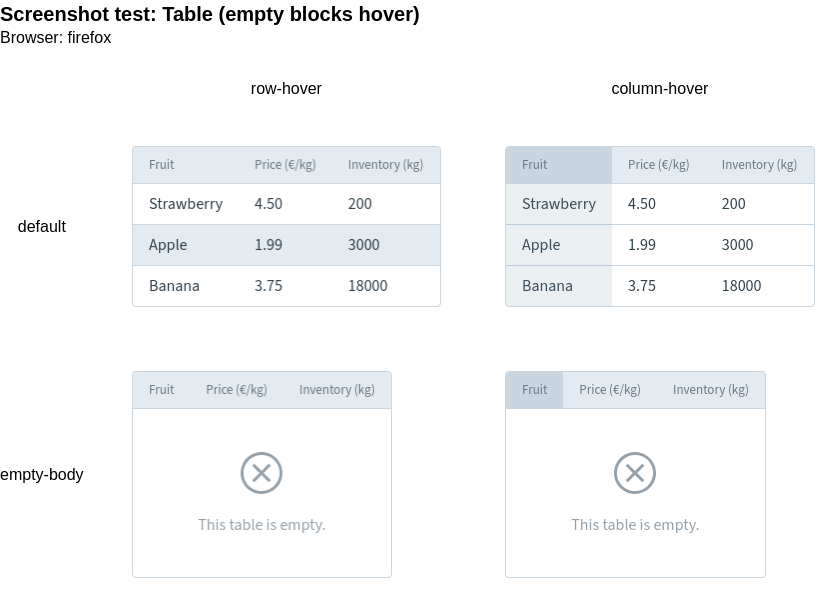 Screenshot test: Table (empty blocks hover)
Browser: firefox
row-hover
column-hover
default
Fruit Price (€/kg) Inventory (kg)
Strawberry 4.50 200
Apple 1.99 3000
Banana 3.75 18000
Fruit Price (€/kg) Inventory (kg)
Strawberry 4.50 200
Apple 1.99 3000
Banana 3.75 18000
empty-body
Fruit Price (€/kg) Inventory (kg)
This table is empty.
Fruit Price (€/kg) Inventory (kg)
This table is empty.